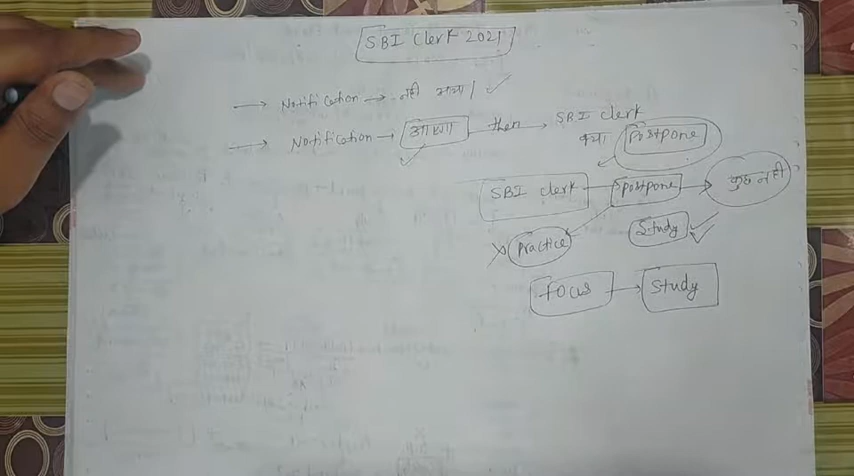 SBI Clerk 2021
→ Notification → नही आया। ✓
→ Notification → आएगा then → SBI clerk
क्या Postpone
SBI clerk postpone → कुछ नही
Practice Study ✓
focus → Study